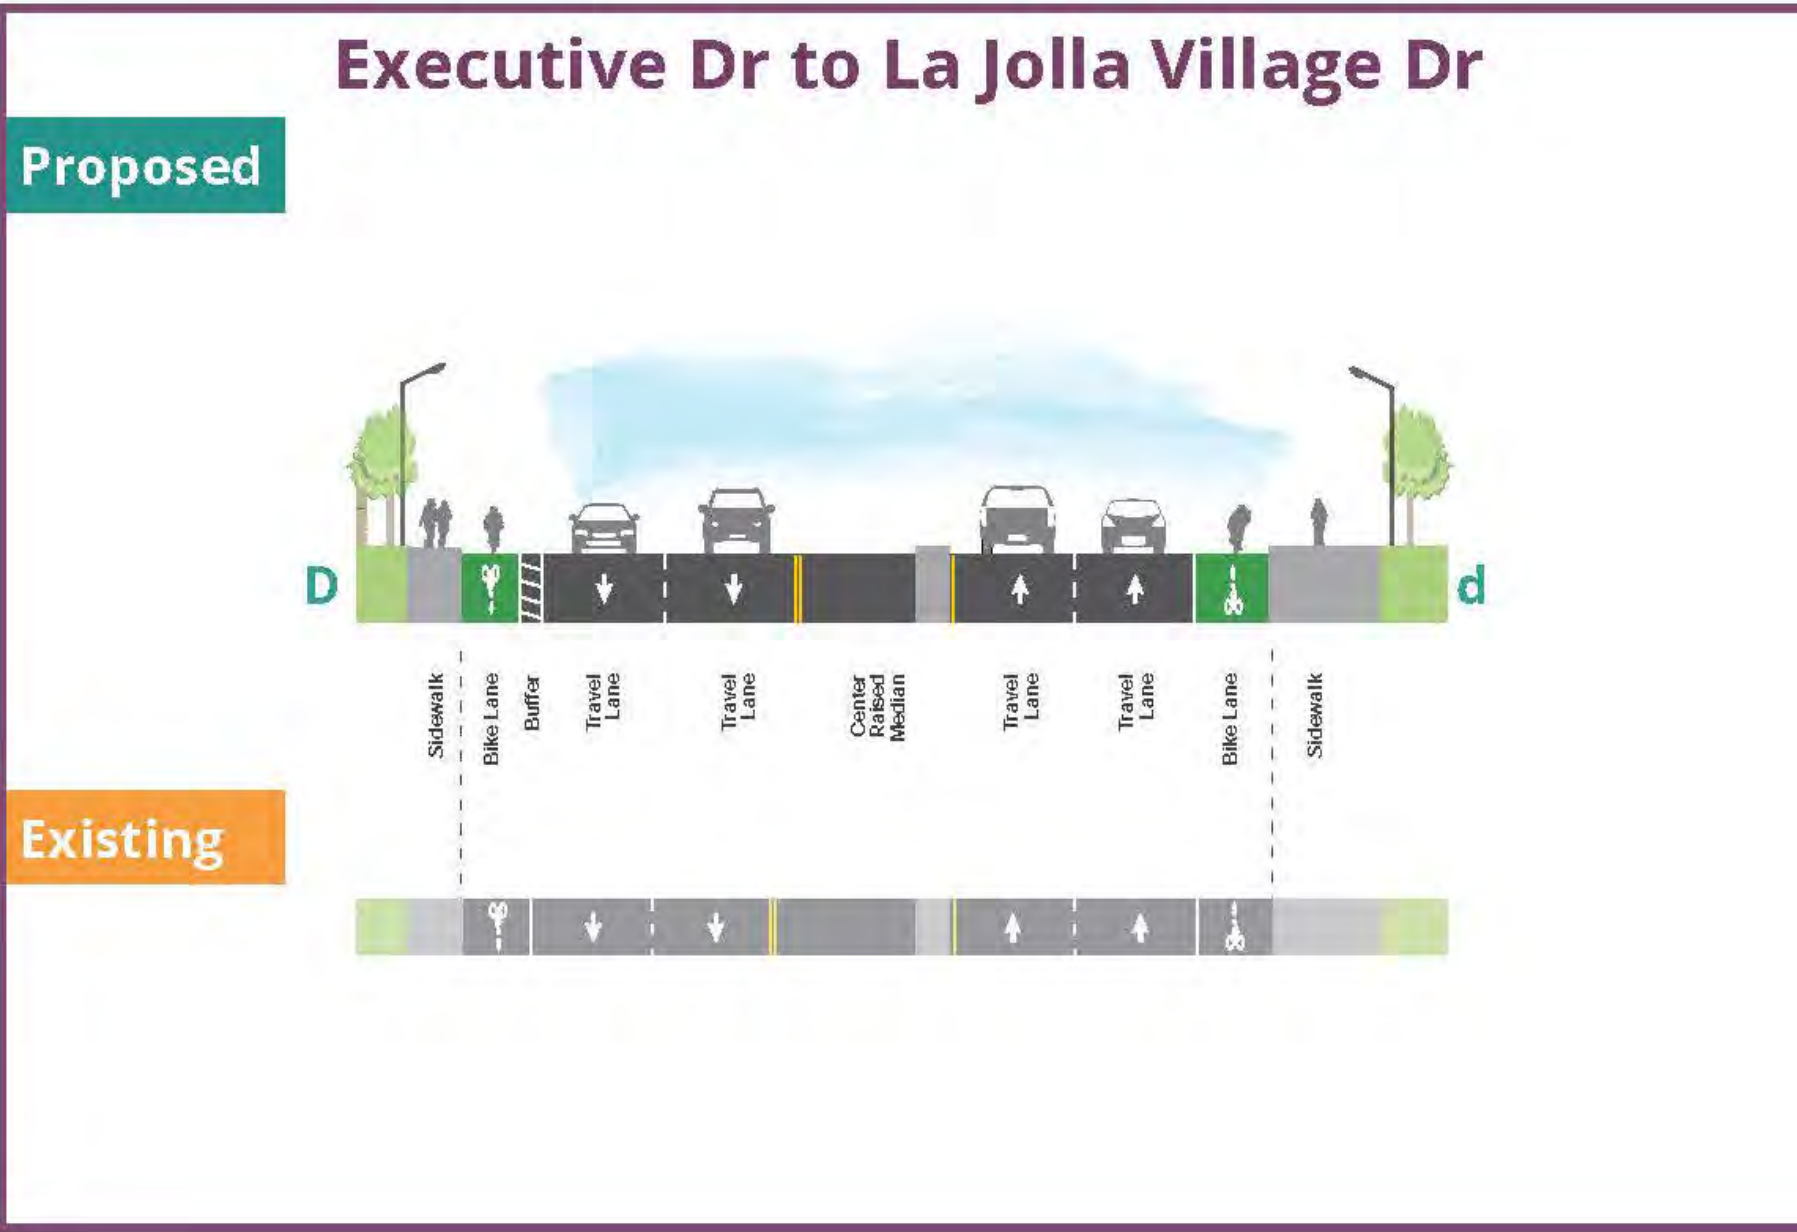 Executive Dr to La Jolla Village Dr
Proposed
D
d
Sidewalk
Bike Lane
Buffer
Travel
Lane
Travel
Lane
Center
Raised
Median
Travel
Lane
Travel
Lane
Bike Lane
Sidewalk
Existing